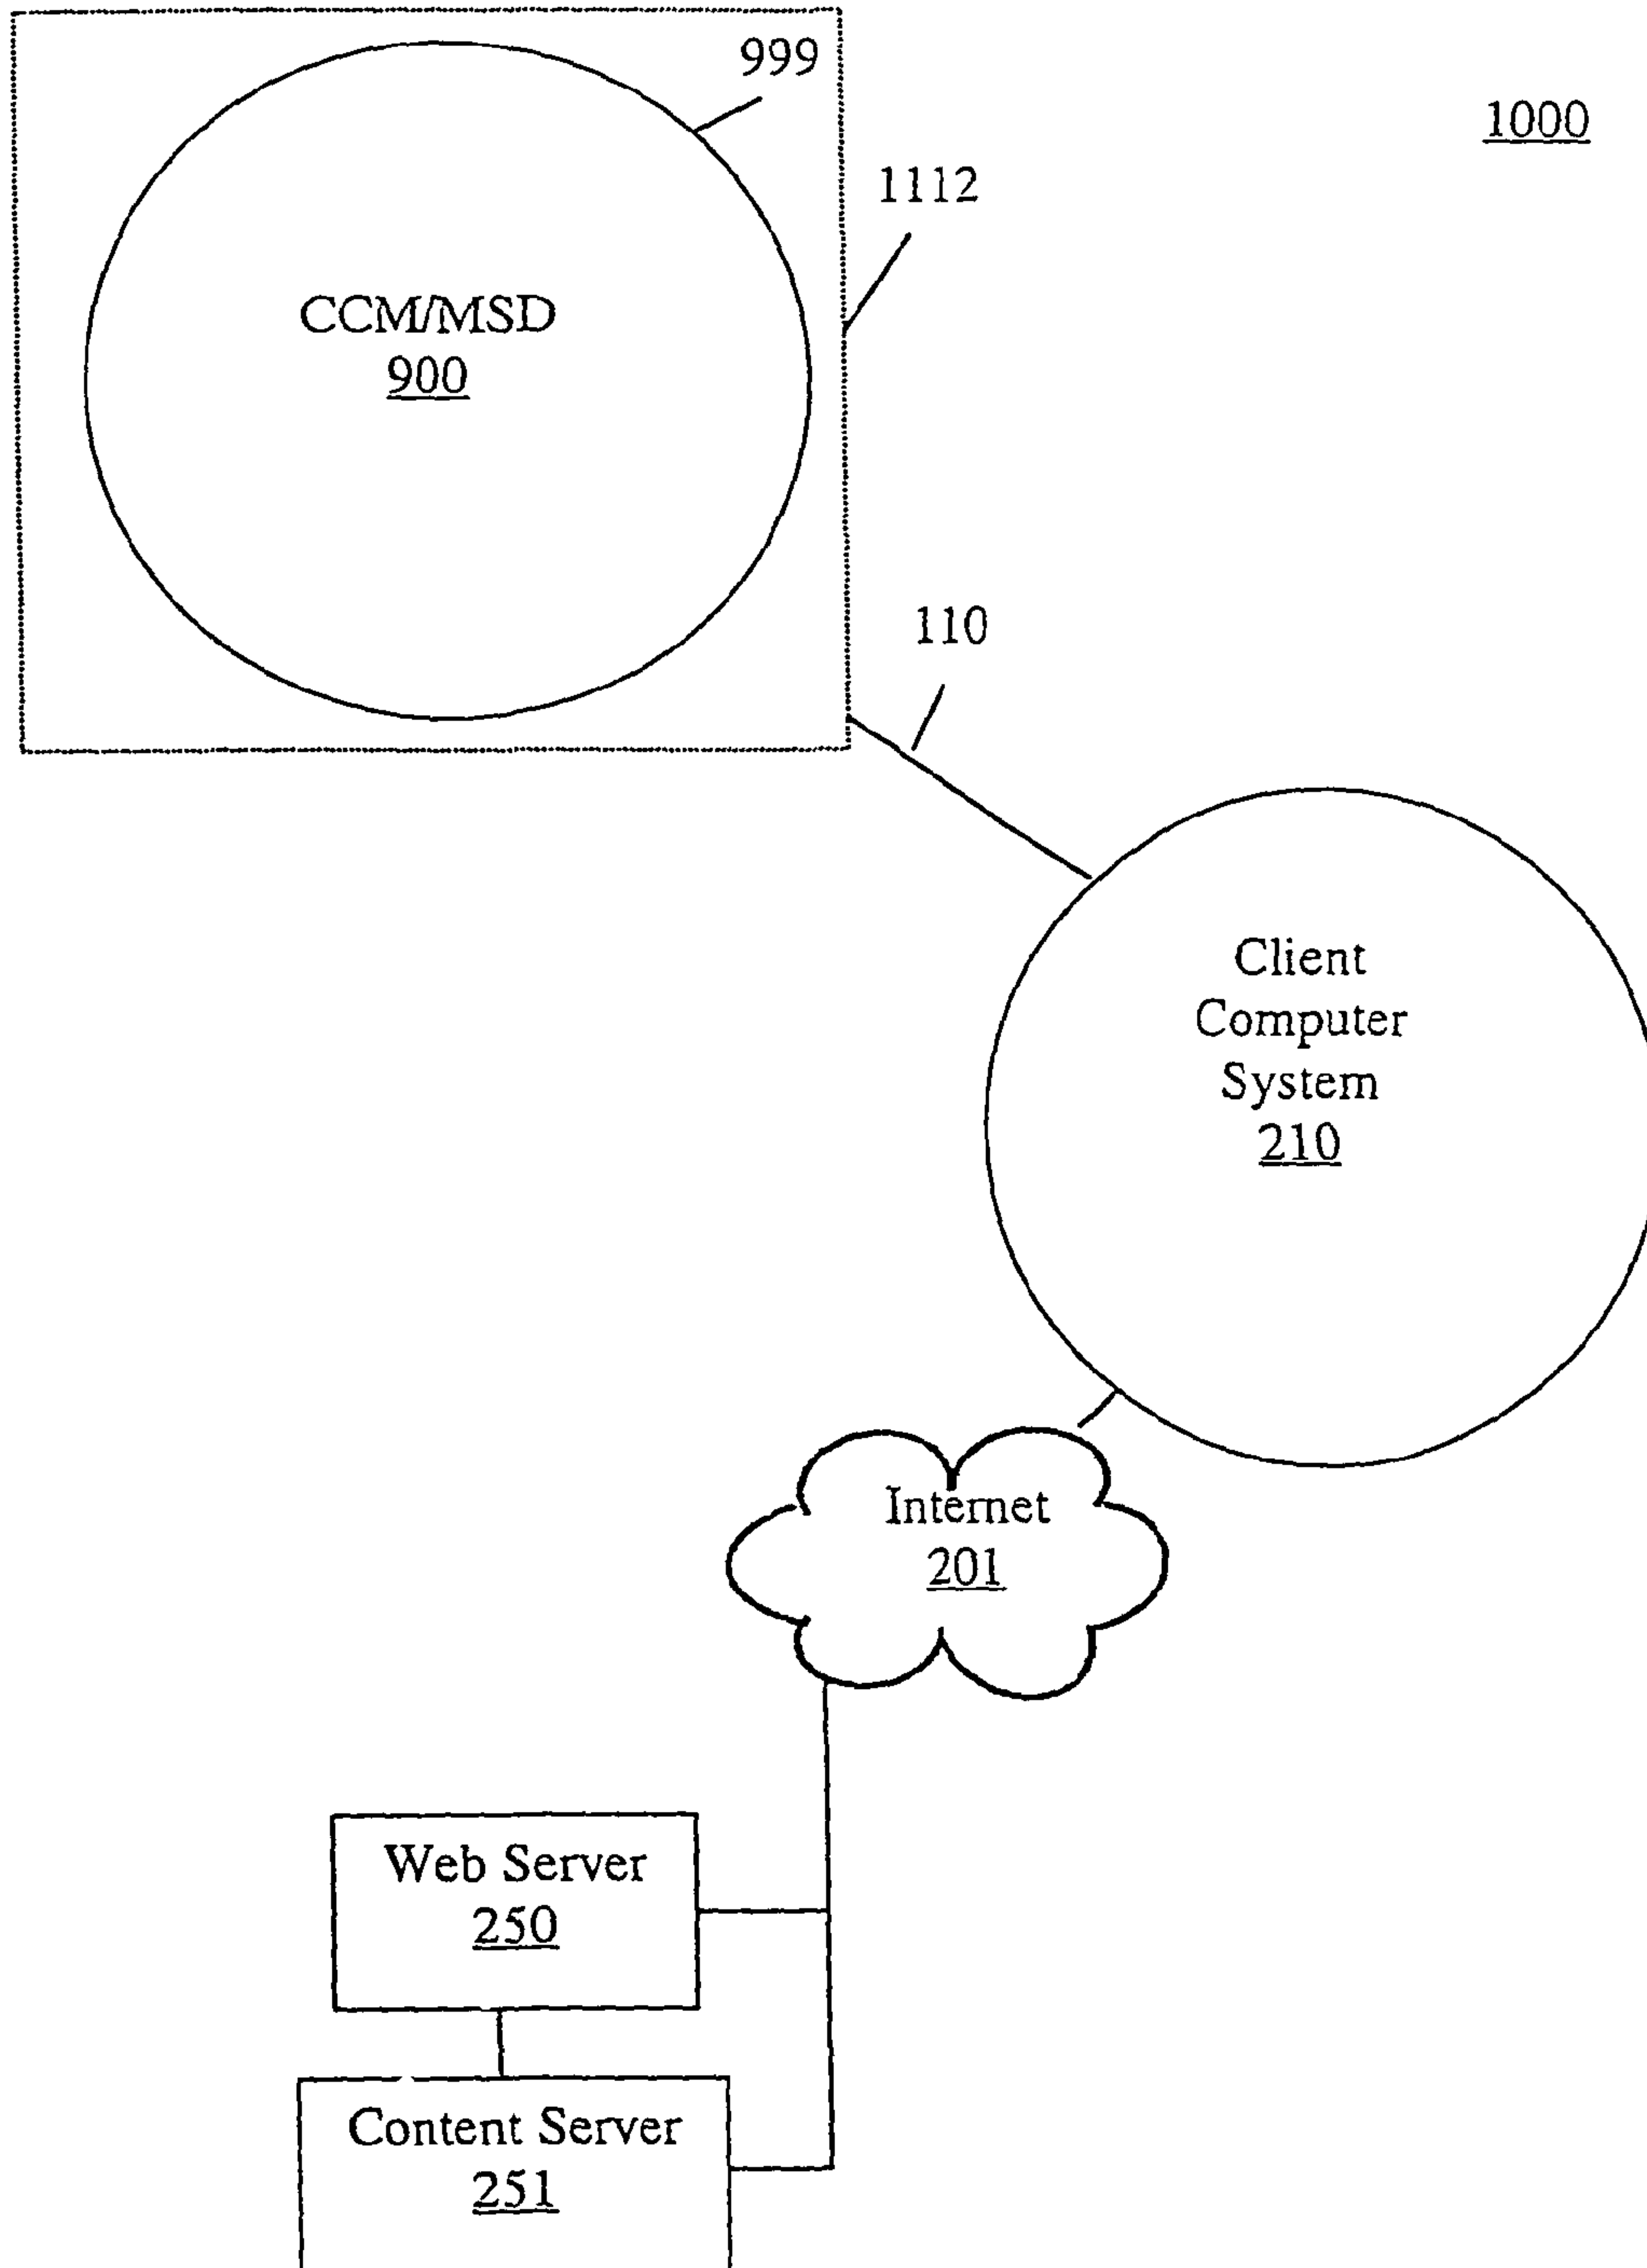 999
1000
1112
CCM/MSD
900
110
Client
Computer
System
210
Internet
201
Web Server
250
Content Server
251